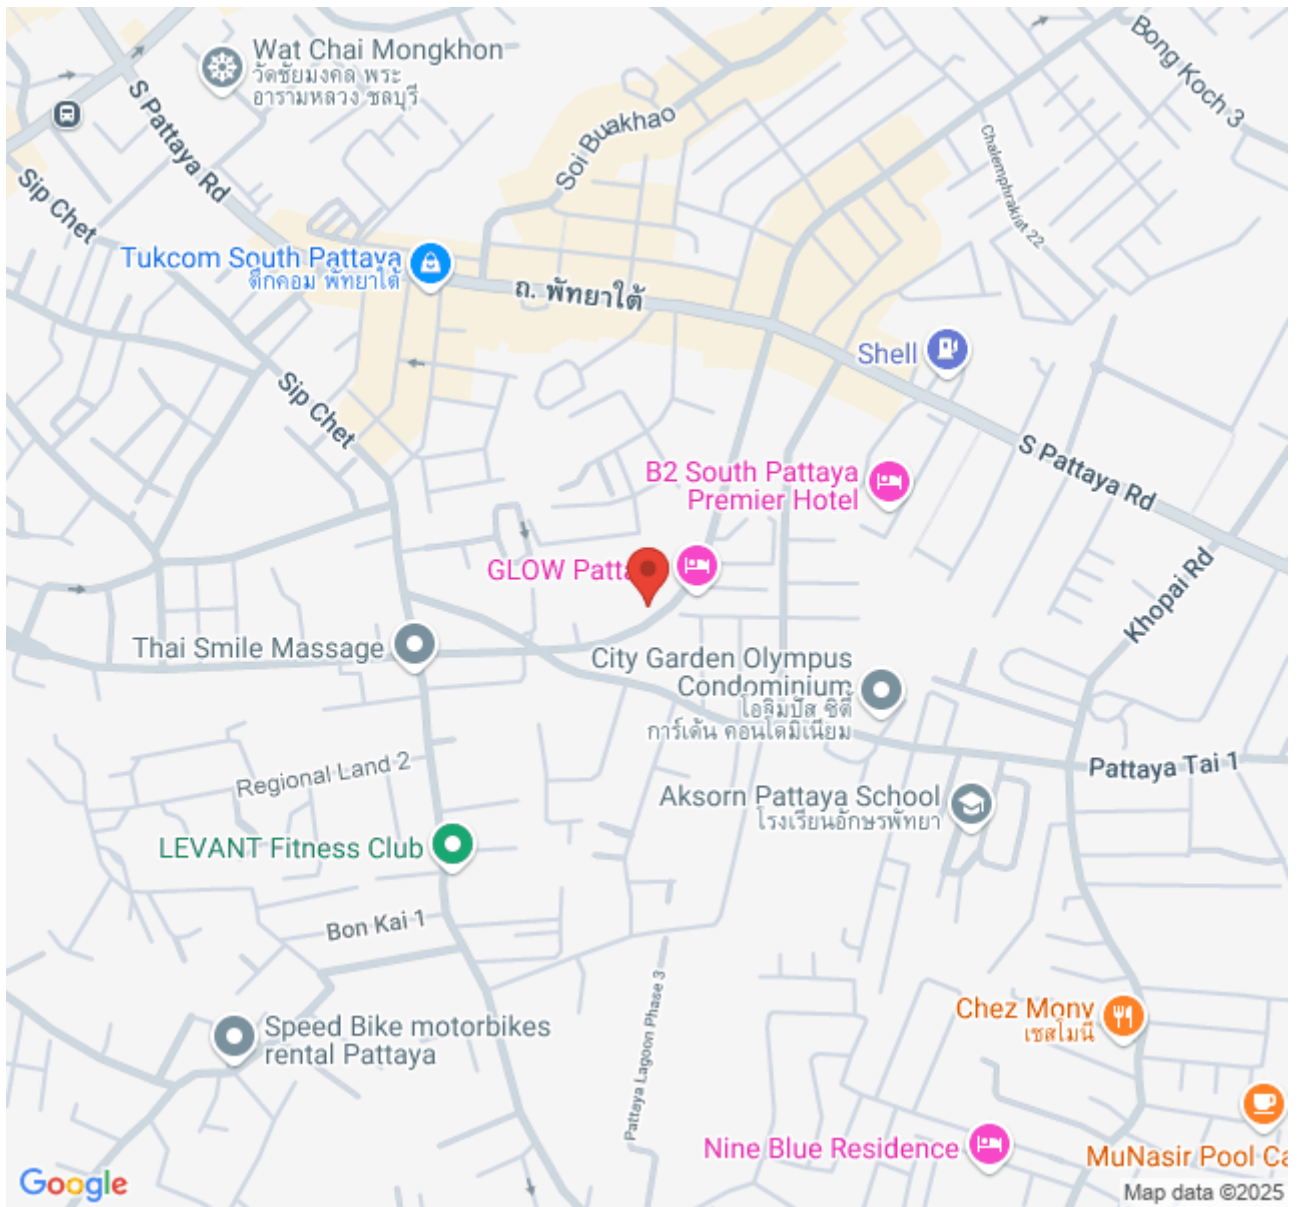 Wat Chai Mongkhon
วัดชัยมงคล พระ
อารามหลวง ชลบุรี
Bong Koch 3
S Pattaya Rd
Soi Buakhao
Chalermphrakiat 22
Sip Chet
Tukcom South Pattaya
ตึกคอม พัทยาใต้
ถ. พัทยาใต้
Shell
Sip Chet
S Pattaya Rd
B2 South Pattaya
Premier Hotel
GLOW Patta
Khopai Rd
Thai Smile Massage
City Garden Olympus
Condominium
โอลิมปัส ซิตี้
การ์เด้น คอนโดมิเนียม
Regional Land 2
Pattaya Tai 1
Aksorn Pattaya School
โรงเรียนอักษรพัทยา
LEVANT Fitness Club
Bon Kai 1
Pattaya Lagoon Phase 3
Chez Mony
เชสโมนี
Speed Bike motorbikes
rental Pattaya
Nine Blue Residence
MuNasir Pool Ca
Google
Map data ©2025